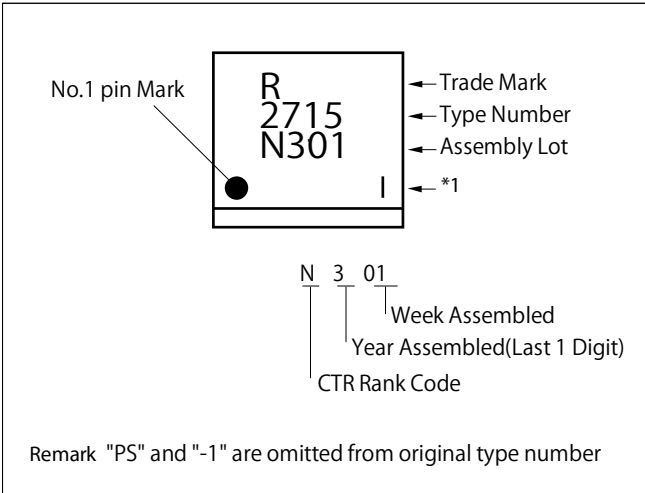 No.1 pin Mark
R
2715
N301
I
Trade Mark
Type Number
Assembly Lot
*1
N 3 01
Week Assembled
Year Assembled(Last 1 Digit)
CTR Rank Code
Remark "PS" and "-1" are omitted from original type number